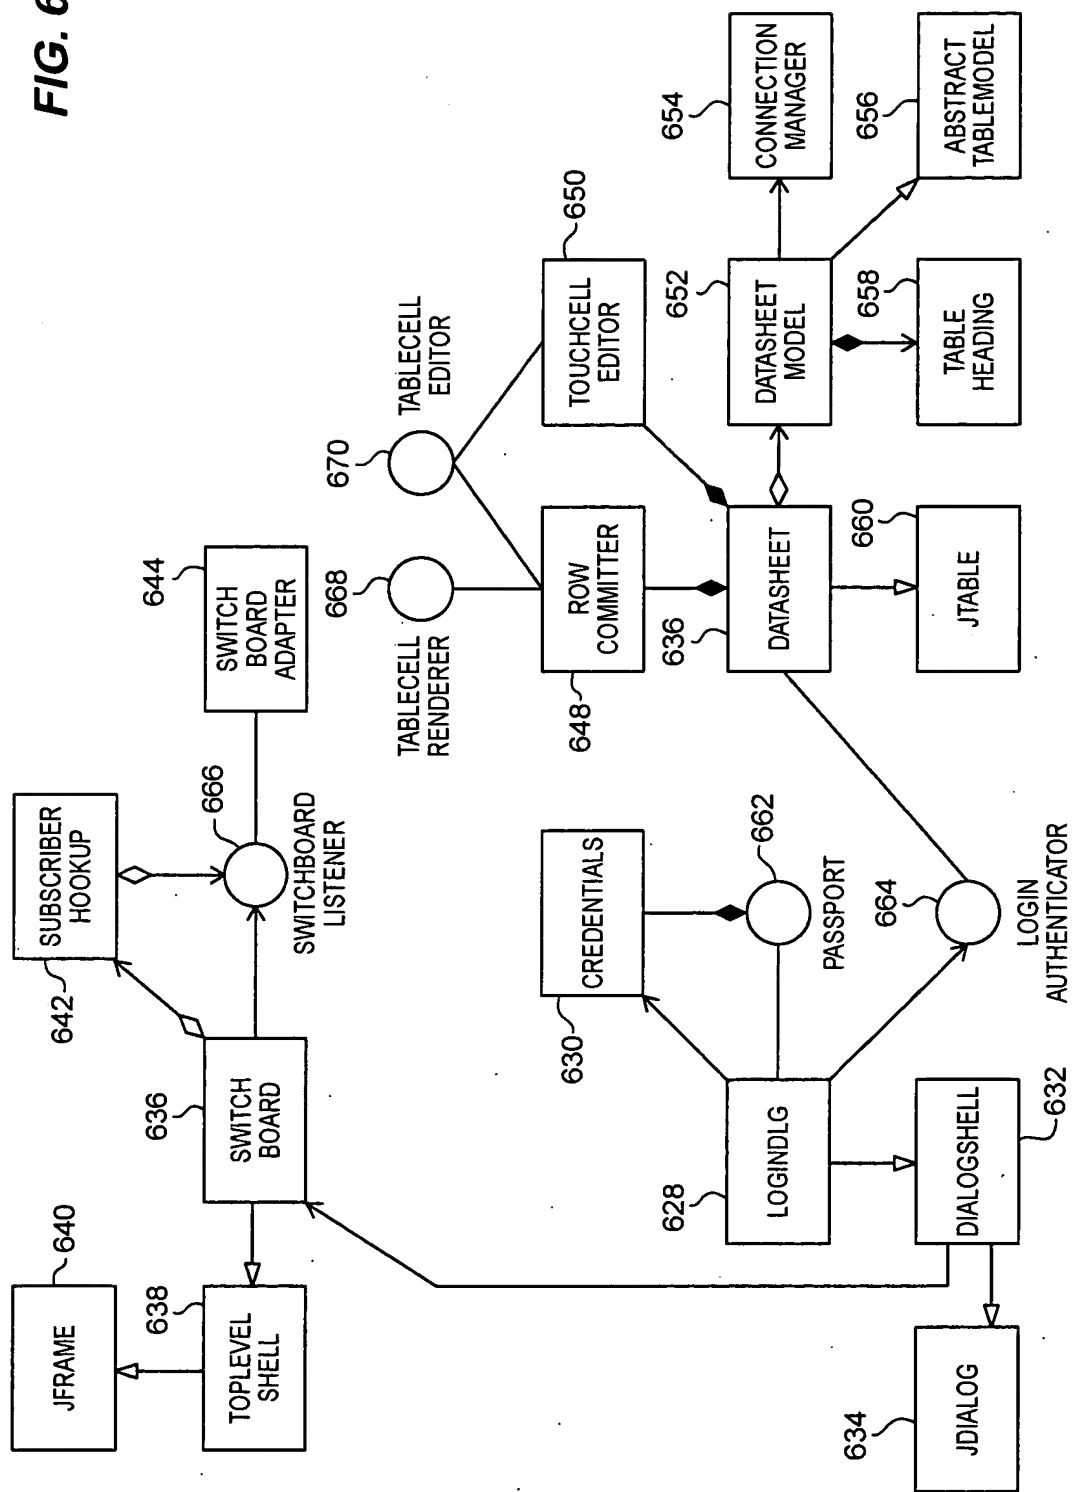 FIG. 6
JFRAME
640
SUBSCRIBER
HOOKUP
642
638
TOPLEVEL
SHELL
636
SWITCH
BOARD
666
SWITCHBOARD
LISTENER
644
SWITCH
BOARD
ADAPTER
668
TABLECELL
RENDERER
670
TABLECELL
EDITOR
630
CREDENTIALS
648
ROW
COMMITTER
650
TOUCHCELL
EDITOR
628
LOGINDLG
662
PASSPORT
636
DATASHEET
652
DATASHEET
MODEL
654
CONNECTION
MANAGER
634
JDIALOG
DIALOGSHELL
632
664
LOGIN
AUTHENTICATOR
660
JTABLE
658
TABLE
HEADING
656
ABSTRACT
TABLEMODEL